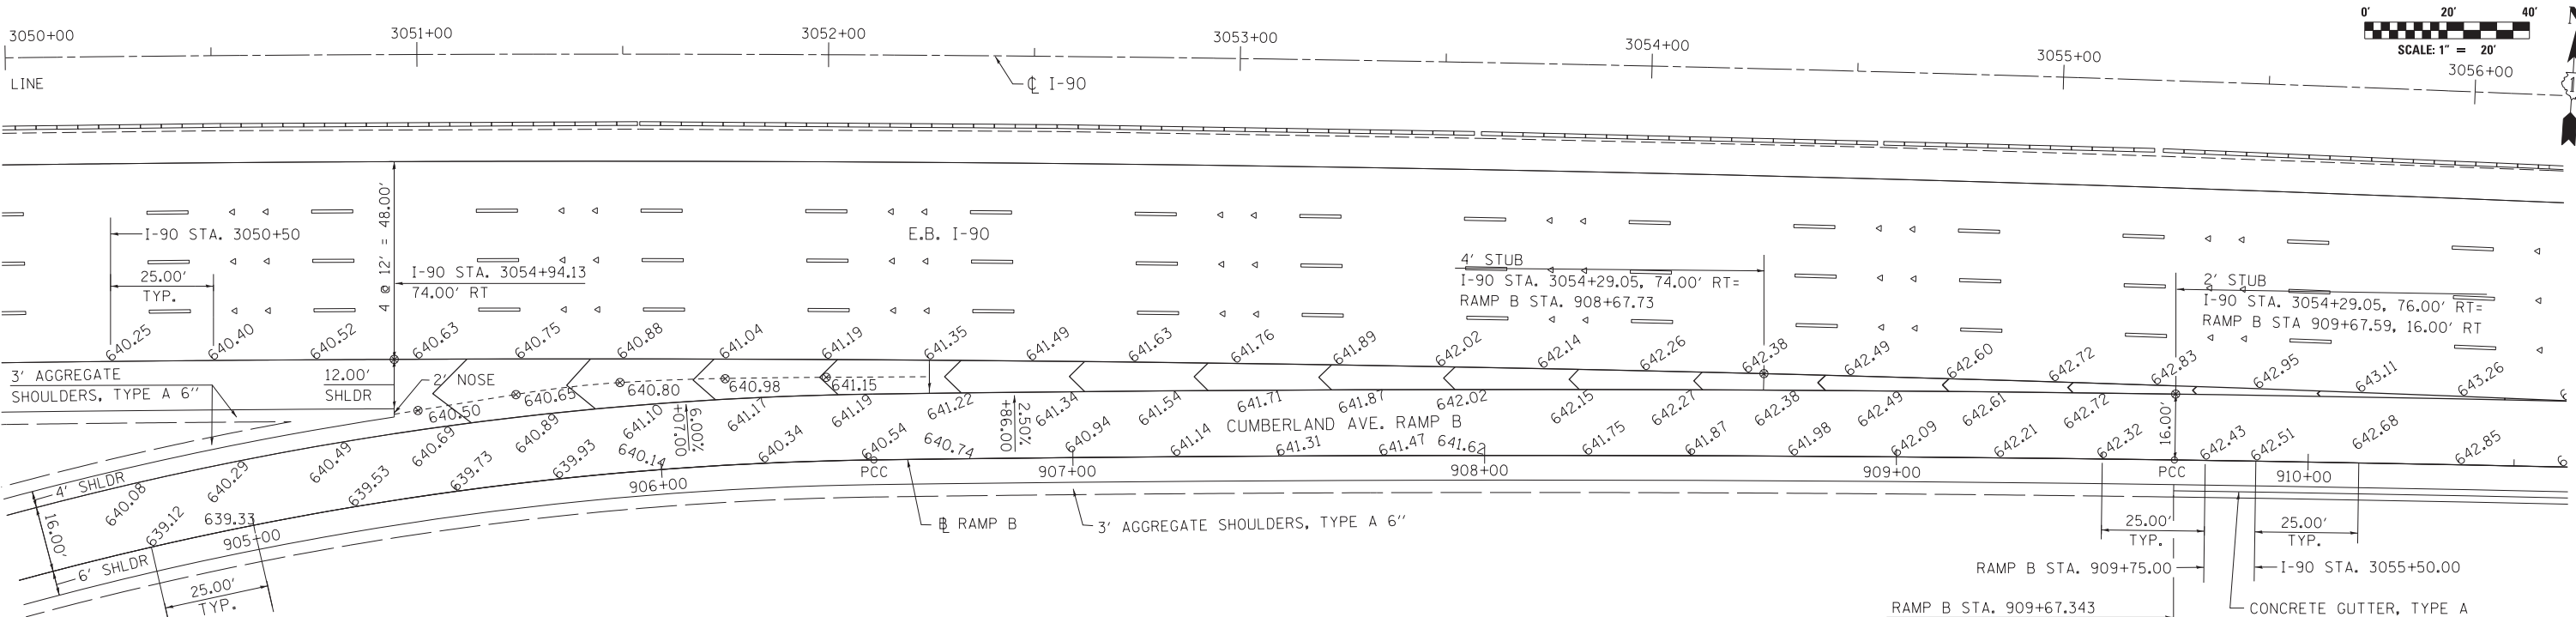 0' 20' 40'
SCALE: 1" = 20'
3050+00
3051+00
3052+00
3053+00
3054+00
3055+00
3056+00
LINE
℄ I-90
4 @ 12' = 48.00'
I-90 STA. 3050+50
E.B. I-90
25.00'
TYP.
I-90 STA. 3054+94.13
74.00' RT
4' STUB
I-90 STA. 3054+29.05, 74.00' RT=
RAMP B STA. 908+67.73
2' STUB
I-90 STA. 3054+29.05, 76.00' RT=
RAMP B STA 909+67.59, 16.00' RT
640.25
640.40
640.52
640.63
640.75
640.88
641.04
641.19
641.35
641.49
641.63
641.76
641.89
642.02
642.14
642.26
642.38
642.49
642.60
642.72
642.83
642.95
643.11
643.26
3' AGGREGATE
SHOULDERS, TYPE A 6"
12.00'
SHLDR
2' NOSE
640.50
640.65
640.80
640.98
641.15
640.08
640.29
640.49
640.69
640.89
641.10
641.17
641.19
641.22
641.34
641.54
641.71
641.87
642.02
642.15
642.27
642.38
642.49
642.61
642.72
+07.00
6.00%
+86.00
2.50%
CUMBERLAND AVE. RAMP B
16.00'
639.12
639.33
639.53
639.73
639.93
640.14
640.34
640.54
640.74
640.94
641.14
641.31
641.47
641.62
641.75
641.87
641.98
642.09
642.21
642.32
642.43
642.51
642.68
642.85
4' SHLDR
16.00'
6' SHLDR
905+00
906+00
PCC
907+00
908+00
909+00
PCC
910+00
25.00'
TYP.
B RAMP B
3' AGGREGATE SHOULDERS, TYPE A 6"
25.00'
TYP.
25.00'
TYP.
RAMP B STA. 909+75.00
I-90 STA. 3055+50.00
RAMP B STA. 909+67.343
CONCRETE GUTTER, TYPE A